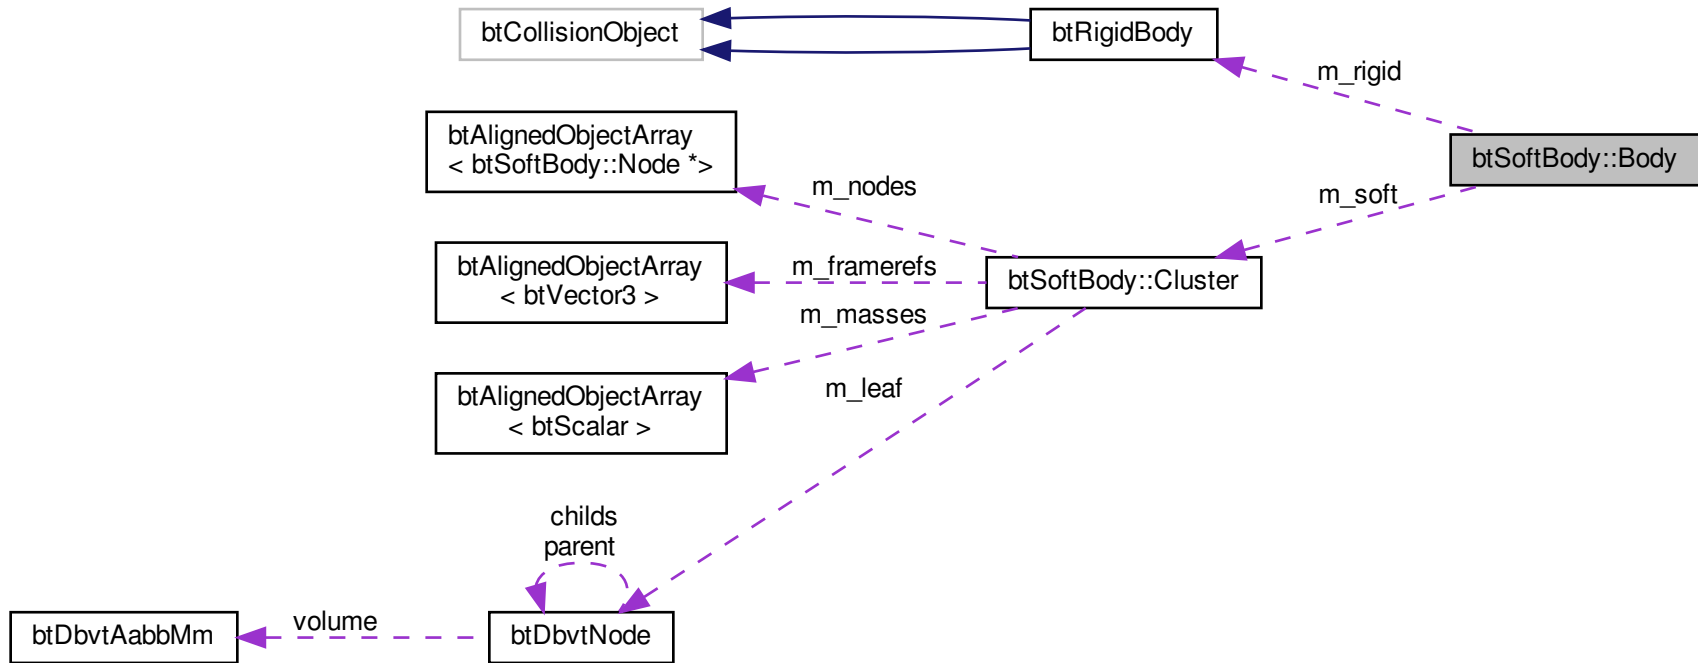 btCollisionObject
btRigidBody
m_rigid
btAlignedObjectArray
< btSoftBody::Node *>
btSoftBody::Body
m_nodes
m_soft
btAlignedObjectArray
< btVector3 >
m_framerefs
btSoftBody::Cluster
m_masses
btAlignedObjectArray
< btScalar >
m_leaf
childs
parent
btDbvtAabbMm
volume
btDbvtNode